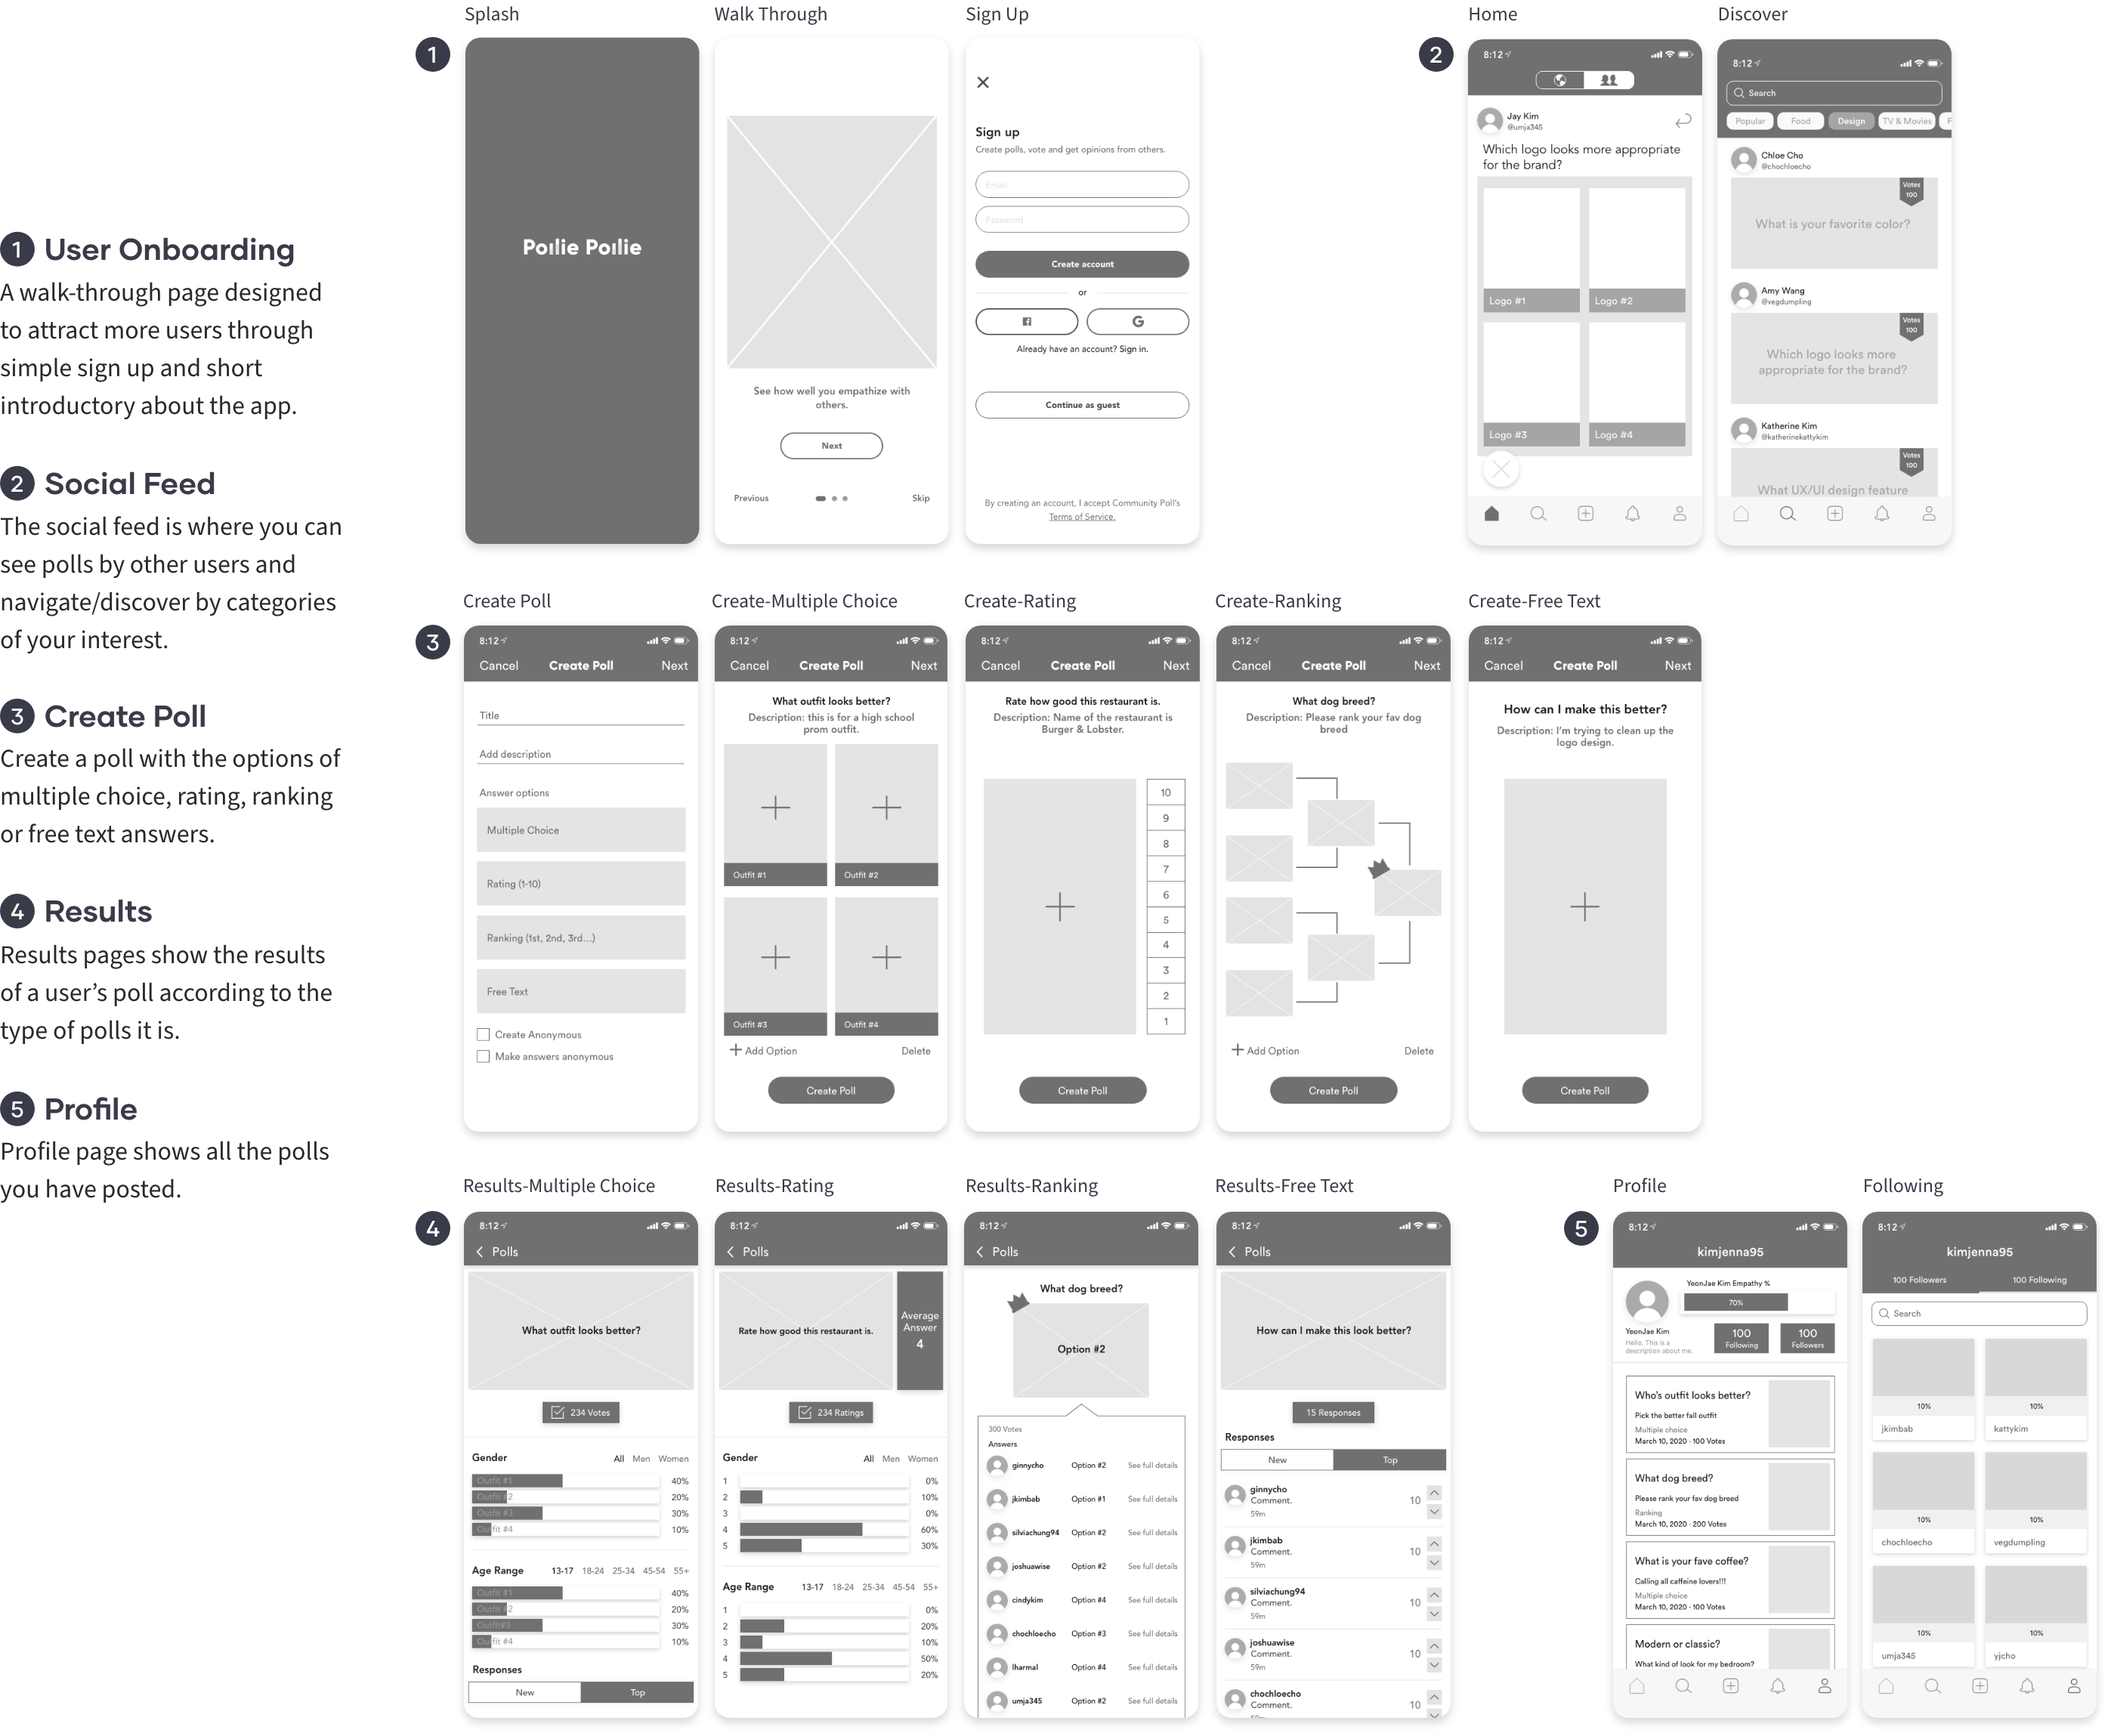 1 User Onboarding
A walk-through page designed
to attract more users through
simple sign up and short
introductory about the app.
2 Social Feed
The social feed is where you can
see polls by other users and
navigate/discover by categories
of your interest.
3 Create Poll
Create a poll with the options of
multiple choice, rating, ranking
or free text answers.
4 Results
Results pages show the results
of a user's poll according to the
type of polls it is.
5 Profile
Profile page shows all the polls
you have posted.
1
Splash
Poılie Poılie
Walk Through
See how well you empathize with
others.
Next
Previous
Skip
Sign Up
Sign up
Create polls, vote and get opinions from others.
Email
Password
Create account
or
G
Already have an account? Sign in.
Continue as guest
By creating an account, I accept Community Poll's
Terms of Service.
2
Home
8:12
Jay Kim
@umja345
Which logo looks more appropriate
for the brand?
Logo #1
Logo #2
Logo #3
Logo #4
Discover
8:12
Search
Popular
Food
Design
TV & Movies
F
Chloe Cho
@chochloecho
Votes
100
What is your favorite color?
Amy Wang
@vegdumpling
Votes
100
Which logo looks more
appropriate for the brand?
Katherine Kim
@katherinekattykim
Votes
100
What UX/UI design feature
3
Create Poll
8:12
Cancel
Create Poll
Next
Title
Add description
Answer options
Multiple Choice
Rating (1-10)
Ranking (1st, 2nd, 3rd...)
Free Text
Create Anonymous
Make answers anonymous
Create-Multiple Choice
8:12
Cancel
Create Poll
Next
What outfit looks better?
Description: this is for a high school
prom outfit.
Outfit #1
Outfit #2
Outfit #3
Outfit #4
Add Option
Delete
Create Poll
Create-Rating
8:12
Cancel
Create Poll
Next
Rate how good this restaurant is.
Description: Name of the restaurant is
Burger & Lobster.
10
9
8
7
6
5
4
3
2
1
Create Poll
Create-Ranking
8:12
Cancel
Create Poll
Next
What dog breed?
Description: Please rank your fav dog
breed
Add Option
Delete
Create Poll
Create-Free Text
8:12
Cancel
Create Poll
Next
How can I make this better?
Description: I'm trying to clean up the
logo design.
Create Poll
4
Results-Multiple Choice
8:12
Polls
What outfit looks better?
234 Votes
Gender
All Men Women
Outfit #1 40%
Outfit #2 20%
Outfit #3 30%
Outfit #4 10%
Age Range
13-17 18-24 25-34 45-54 55+
Outfit #1 40%
Outfit #2 20%
Outfit#3 30%
Outfit #4 10%
Responses
New
Top
Results-Rating
8:12
Polls
Rate how good this restaurant is.
Average
Answer
4
234 Ratings
Gender
All Men Women
1 0%
2 10%
3 0%
4 60%
5 30%
Age Range
13-17 18-24 25-34 45-54 55+
1 0%
2 20%
3 10%
4 50%
5 20%
Results-Ranking
8:12
Polls
What dog breed?
Option #2
300 Votes
Answers
ginnycho Option #2 See full details
jkimbab Option #1 See full details
silviachung94 Option #2 See full details
joshuawise Option #2 See full details
cindykim Option #4 See full details
chochloecho Option #3 See full details
lharmal Option #4 See full details
umja345 Option #2 See full details
Results-Free Text
8:12
Polls
How can I make this look better?
15 Responses
Responses
New
Top
ginnycho
Comment.
59m
10
jkimbab
Comment.
59m
10
silviachung94
Comment.
59m
10
joshuawise
Comment.
59m
10
chochloecho
Comment.
59m
10
5
Profile
8:12
kimjenna95
YeonJae Kim Empathy %
70%
YeonJae Kim
Hello. This is a
description about me.
100
Following
100
Followers
Who's outfit looks better?
Pick the better fall outfit
Multiple choice
March 10, 2020 - 100 Votes
What dog breed?
Please rank your fav dog breed
Ranking
March 10, 2020 - 200 Votes
What is your fave coffee?
Calling all caffeine lovers!!!
Multiple choice
March 10, 2020 - 100 Votes
Modern or classic?
What kind of look for my bedroom?
Following
8:12
kimjenna95
100 Followers
100 Following
Search
10%
jkimbab
10%
kattykim
10%
chochloecho
10%
vegdumpling
10%
umja345
10%
yjcho